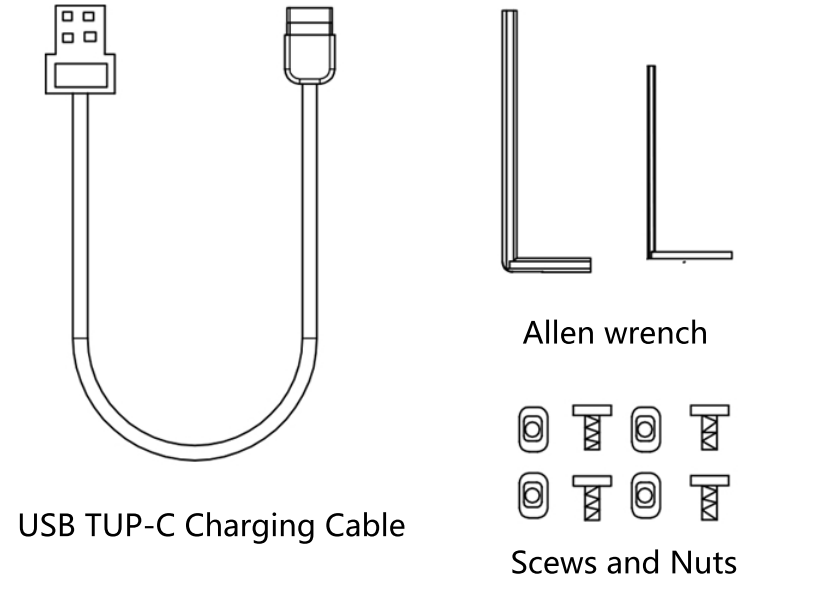 Allen wrench
USB TUP-C Charging Cable
Scews and Nuts